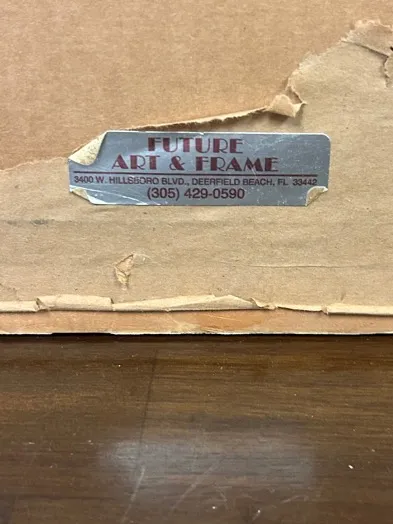 FUTURE
ART & FRAME
3400 W. HILLSBORO BLVD., DEERFIELD BEACH, FL 33442
(305) 429-0590